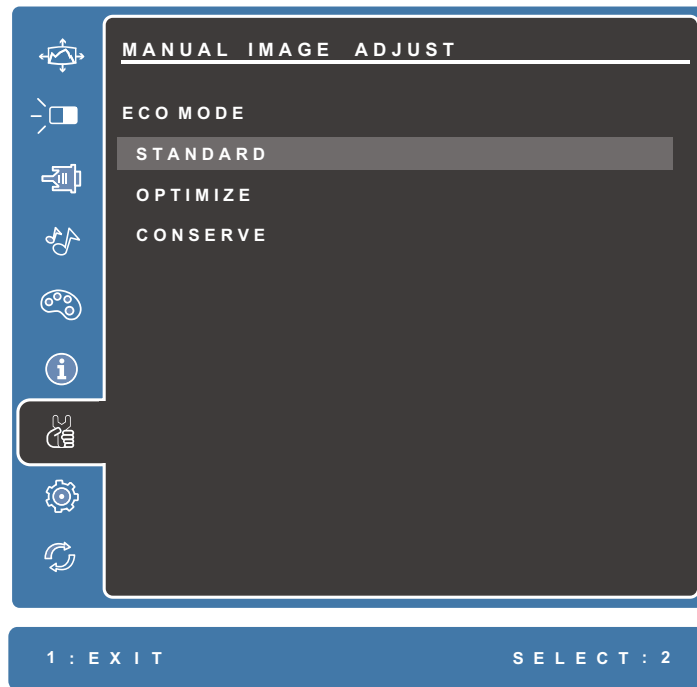 MANUAL IMAGE ADJUST
ECO MODE
STANDARD
OPTIMIZE
CONSERVE
1 : EXIT SELECT : 2